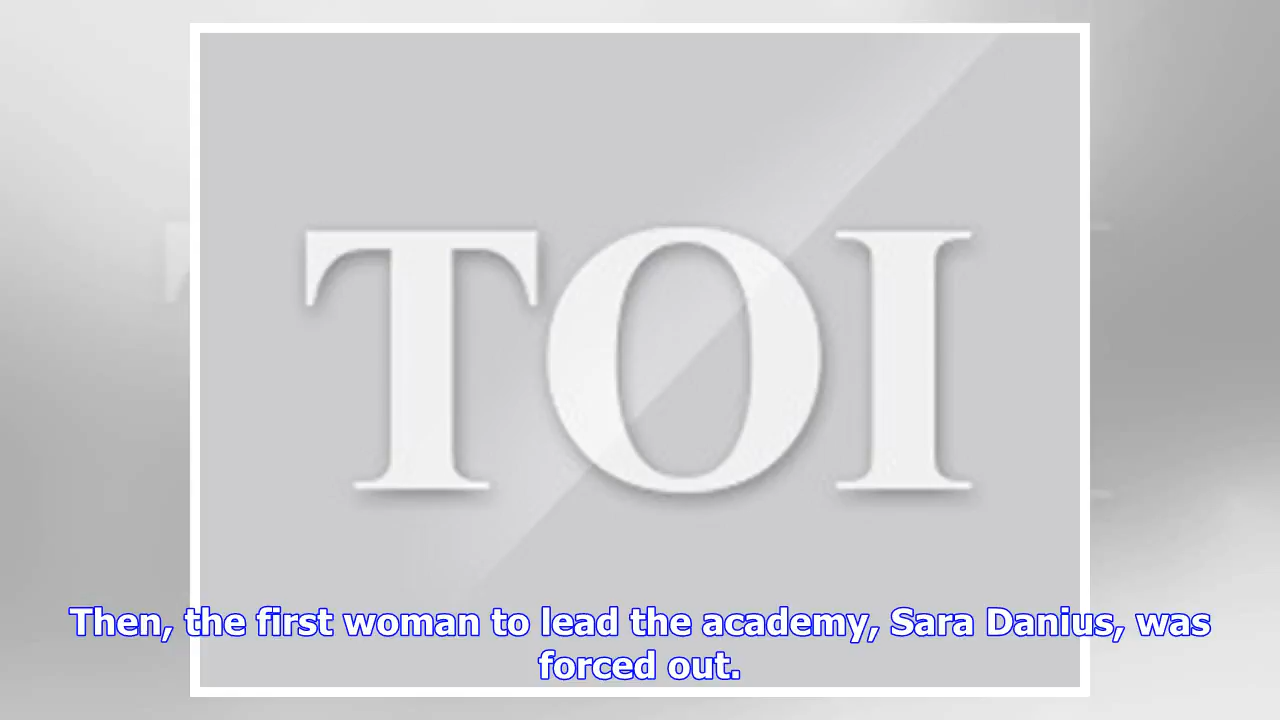 TOI
Then, the first woman to lead the academy, Sara Danius, was
forced out.